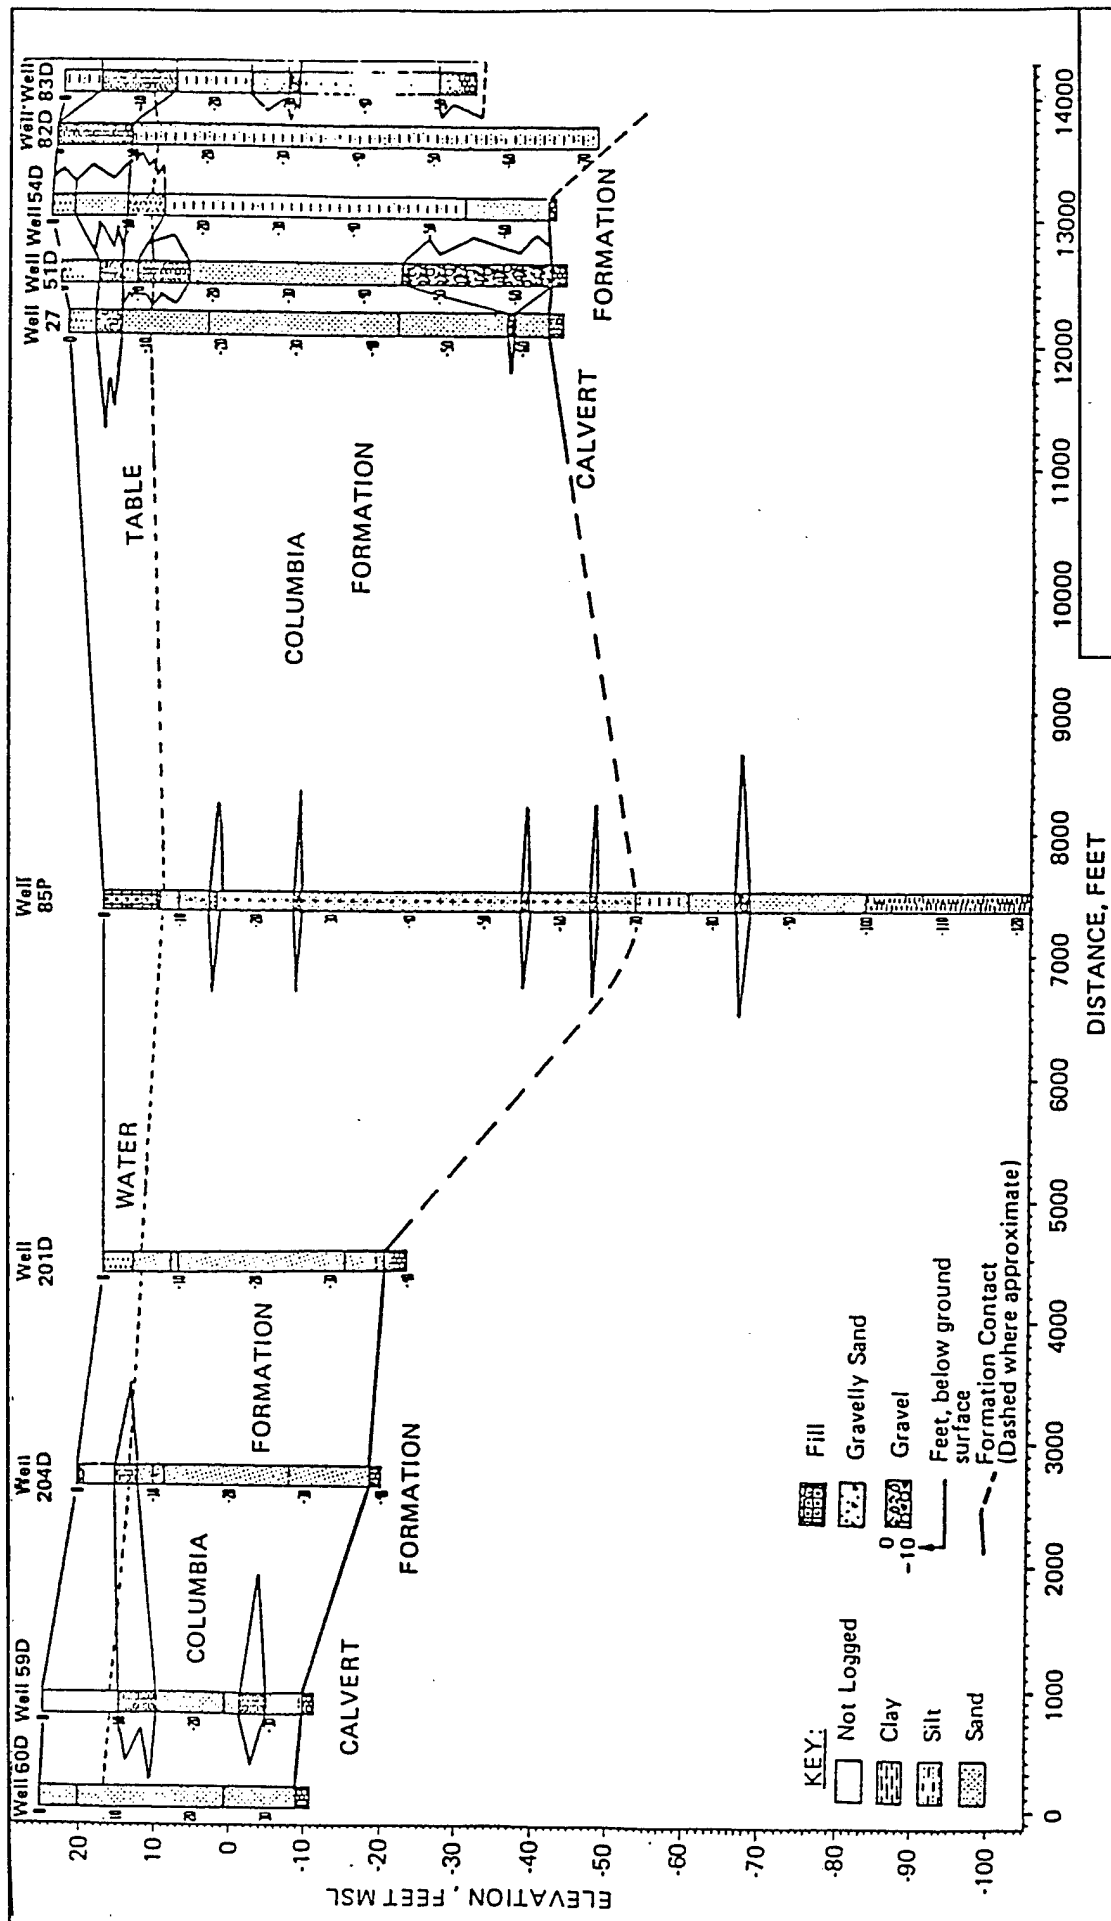 Well 60D
Well 59D
Well
204D
Well
201D
Well
85P
Well
27
Well
51D
Well 54D
Well
82D
Well
83D
WATER
TABLE
COLUMBIA
FORMATION
COLUMBIA
FORMATION
CALVERT
FORMATION
CALVERT
FORMATION
ELEVATION, FEET MSL
20
10
0
-10
-20
-30
-40
-50
-60
-70
-80
-90
-100
KEY:
Not Logged
Clay
Silt
Sand
Fill
Gravelly Sand
Gravel
0
-10
Feet, below ground
surface
Formation Contact
(Dashed where approximate)
0
1000
2000
3000
4000
5000
6000
7000
8000
9000
10000
11000
12000
13000
14000
DISTANCE, FEET